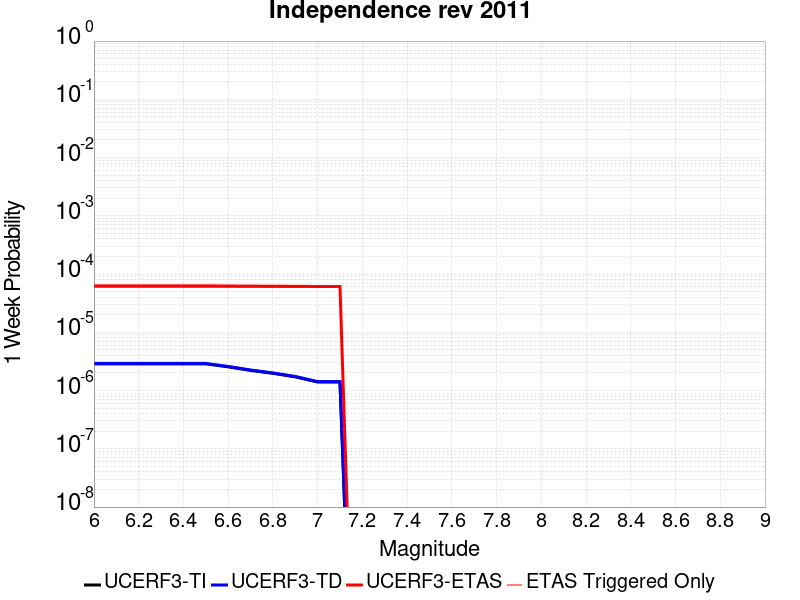 Independence rev 2011
10^0
10^-1
10^-2
10^-3
10^-4
10^-5
10^-6
10^-7
10^-8
1 Week Probability
6 6.2 6.4 6.6 6.8 7 7.2 7.4 7.6 7.8 8 8.2 8.4 8.6 8.8 9
Magnitude
UCERF3-TI UCERF3-TD UCERF3-ETAS ETAS Triggered Only